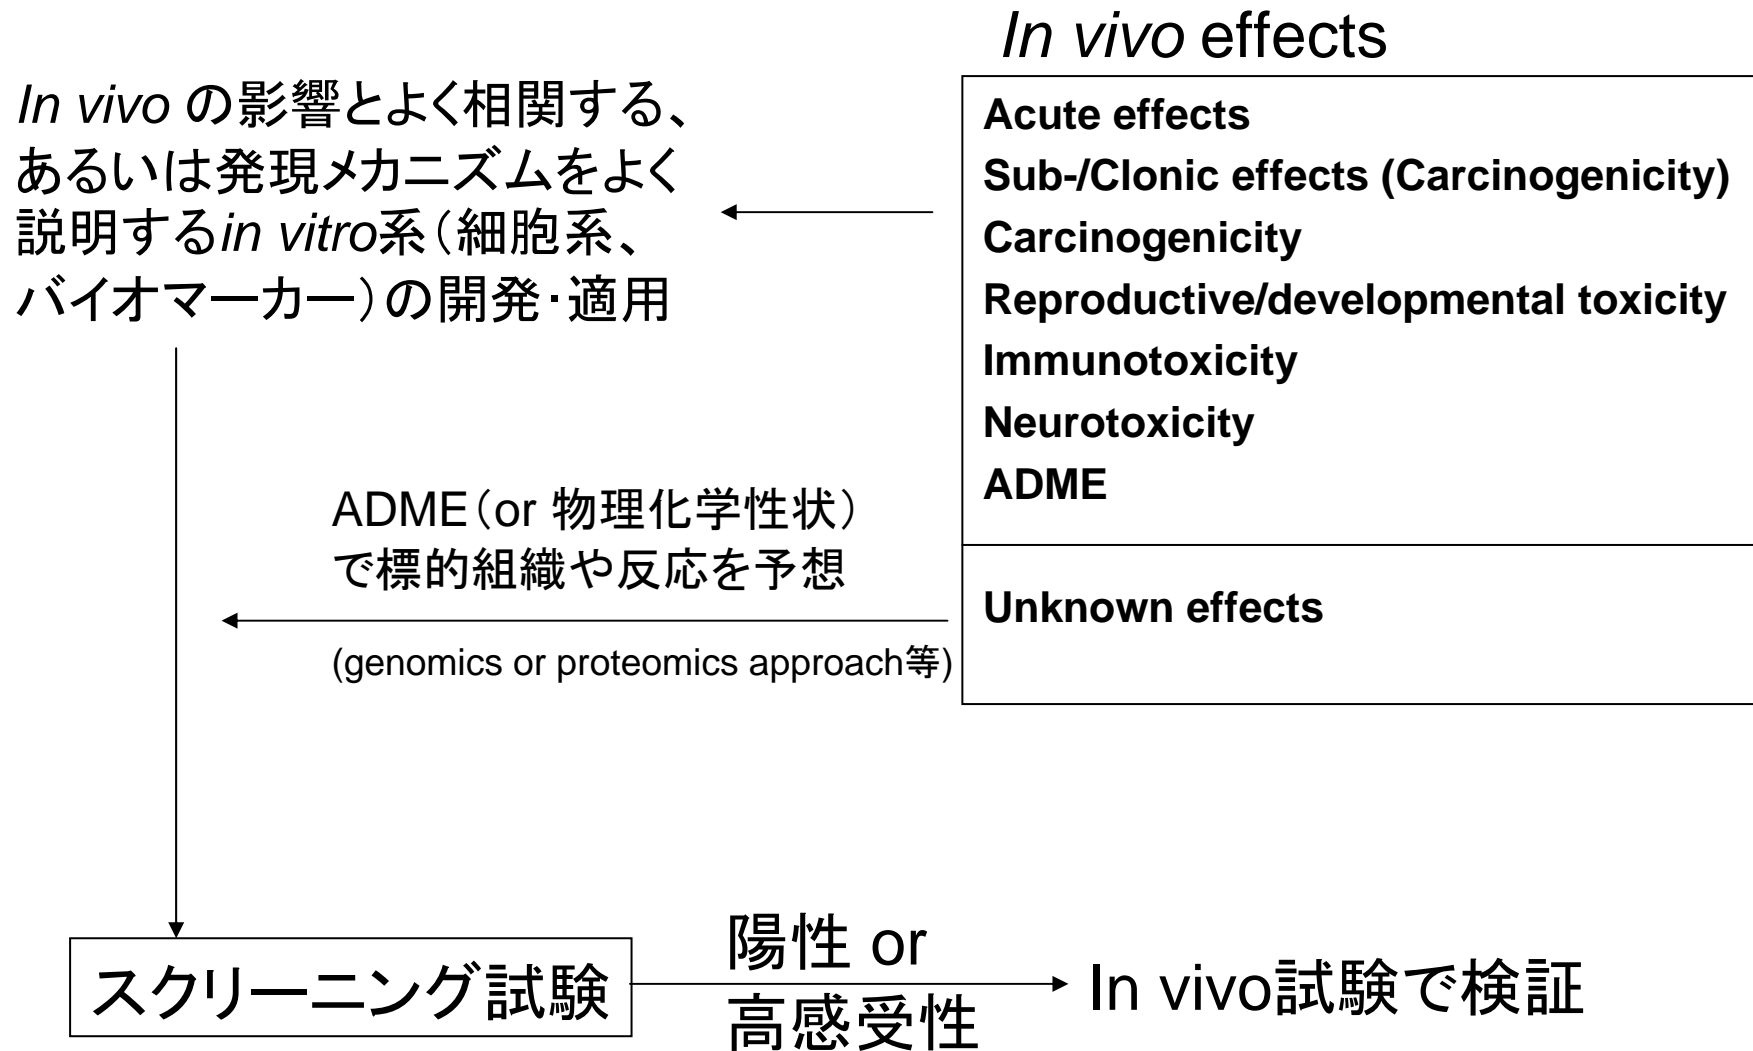 In vivo effects
In vivo の影響とよく相関する、
あるいは発現メカニズムをよく
説明するin vitro系（細胞系、
バイオマーカー）の開発・適用
Acute effects
Sub-/Clonic effects (Carcinogenicity)
Carcinogenicity
Reproductive/developmental toxicity
Immunotoxicity
Neurotoxicity
ADME
ADME（or 物理化学性状）
で標的組織や反応を予想
(genomics or proteomics approach等)
Unknown effects
スクリーニング試験
陽性 or
高感受性
In vivo試験で検証